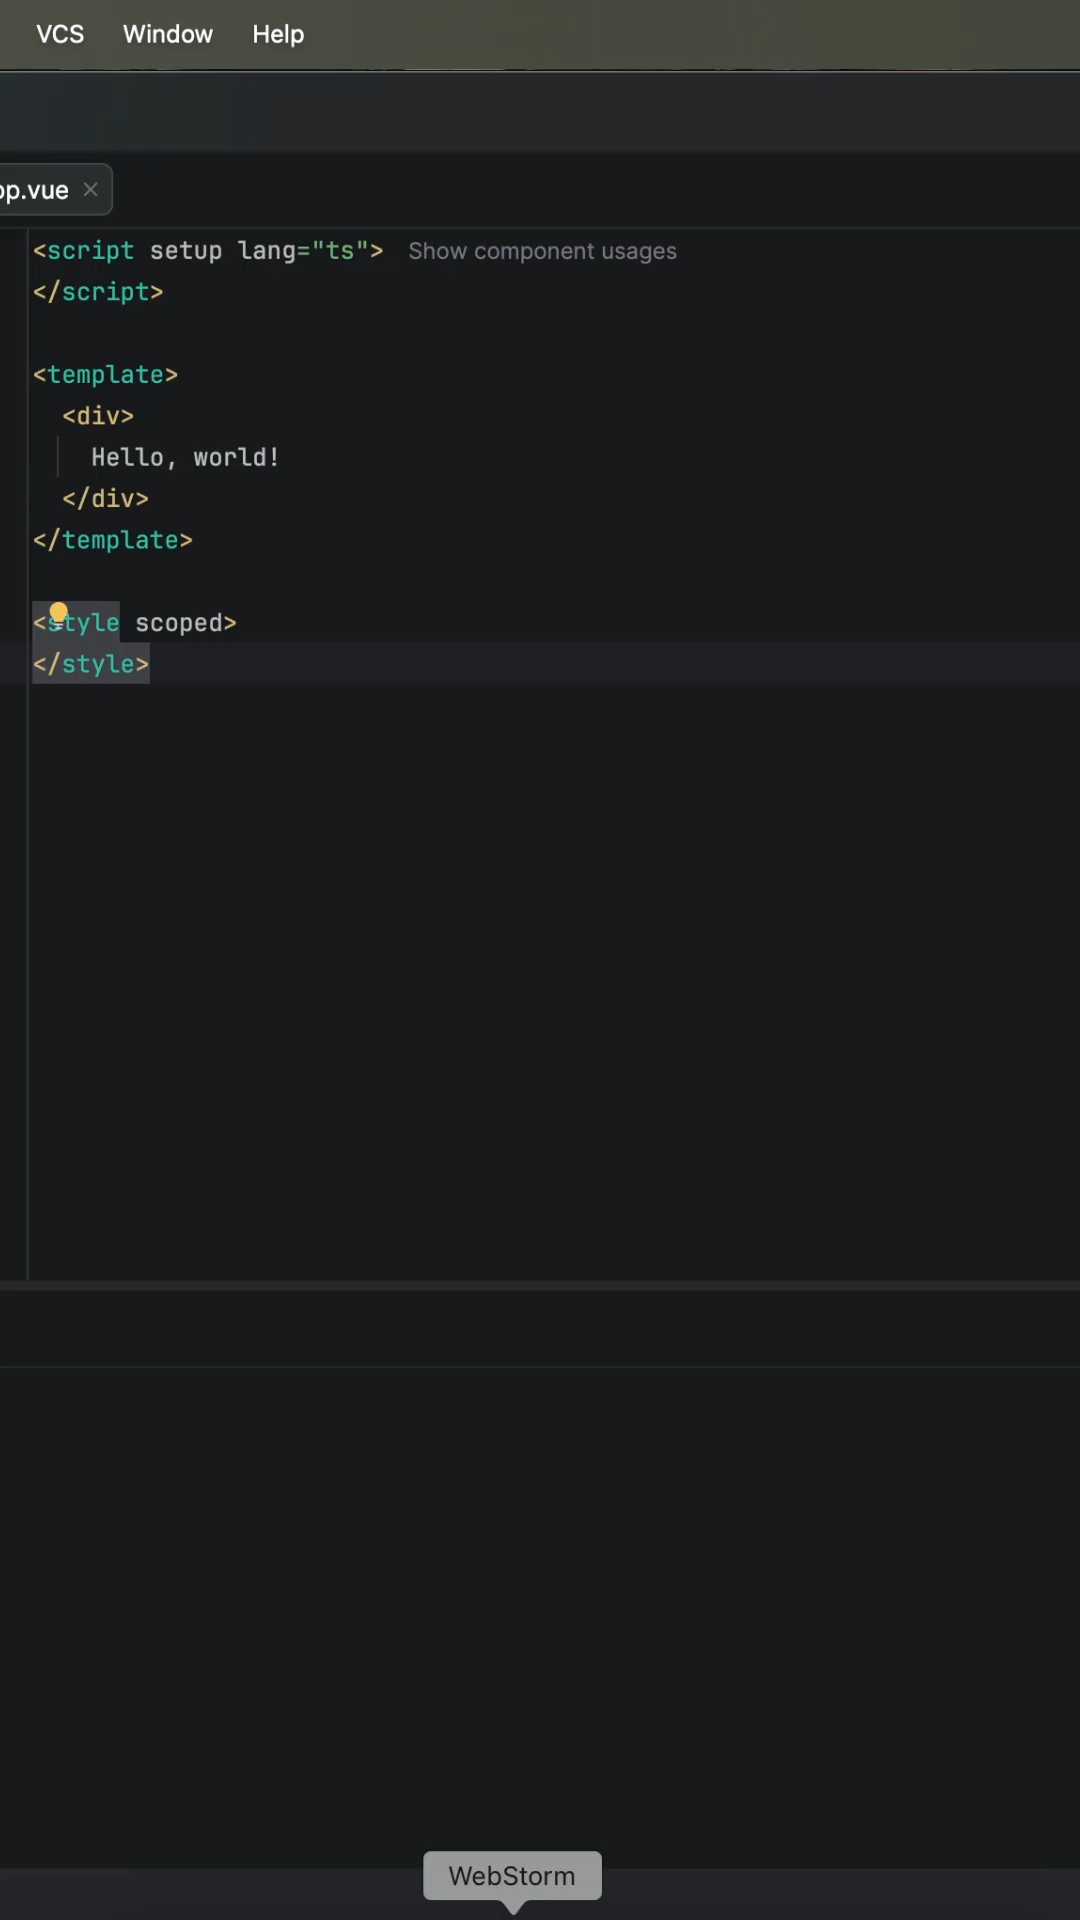 VCS Window Help
pp.vue
<script setup lang="ts"> Show component usages
</script>
<template>
<div>
Hello, world!
</div>
</template>
<style scoped>
</style>
WebStorm